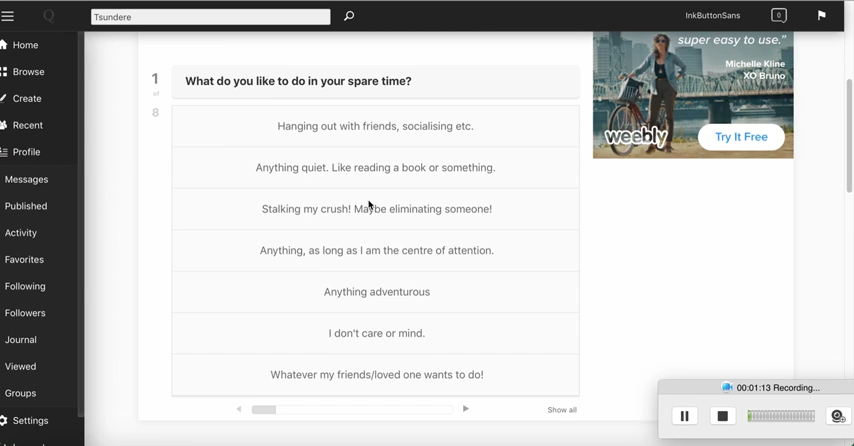 Q
Tsundere
InkButtonSans
0
Home
Browse
Create
Recent
Profile
Messages
Published
Activity
Favorites
Following
Followers
Journal
Viewed
Groups
Settings
1
of
8
What do you like to do in your spare time?
Hanging out with friends, socialising etc.
Anything quiet. Like reading a book or something.
Stalking my crush! Maybe eliminating someone!
Anything, as long as I am the centre of attention.
Anything adventurous
I don't care or mind.
Whatever my friends/loved one wants to do!
Show all
super easy to use."
Michelle Kline
XO Bruno
weebly
Try It Free
00:01:13 Recording...